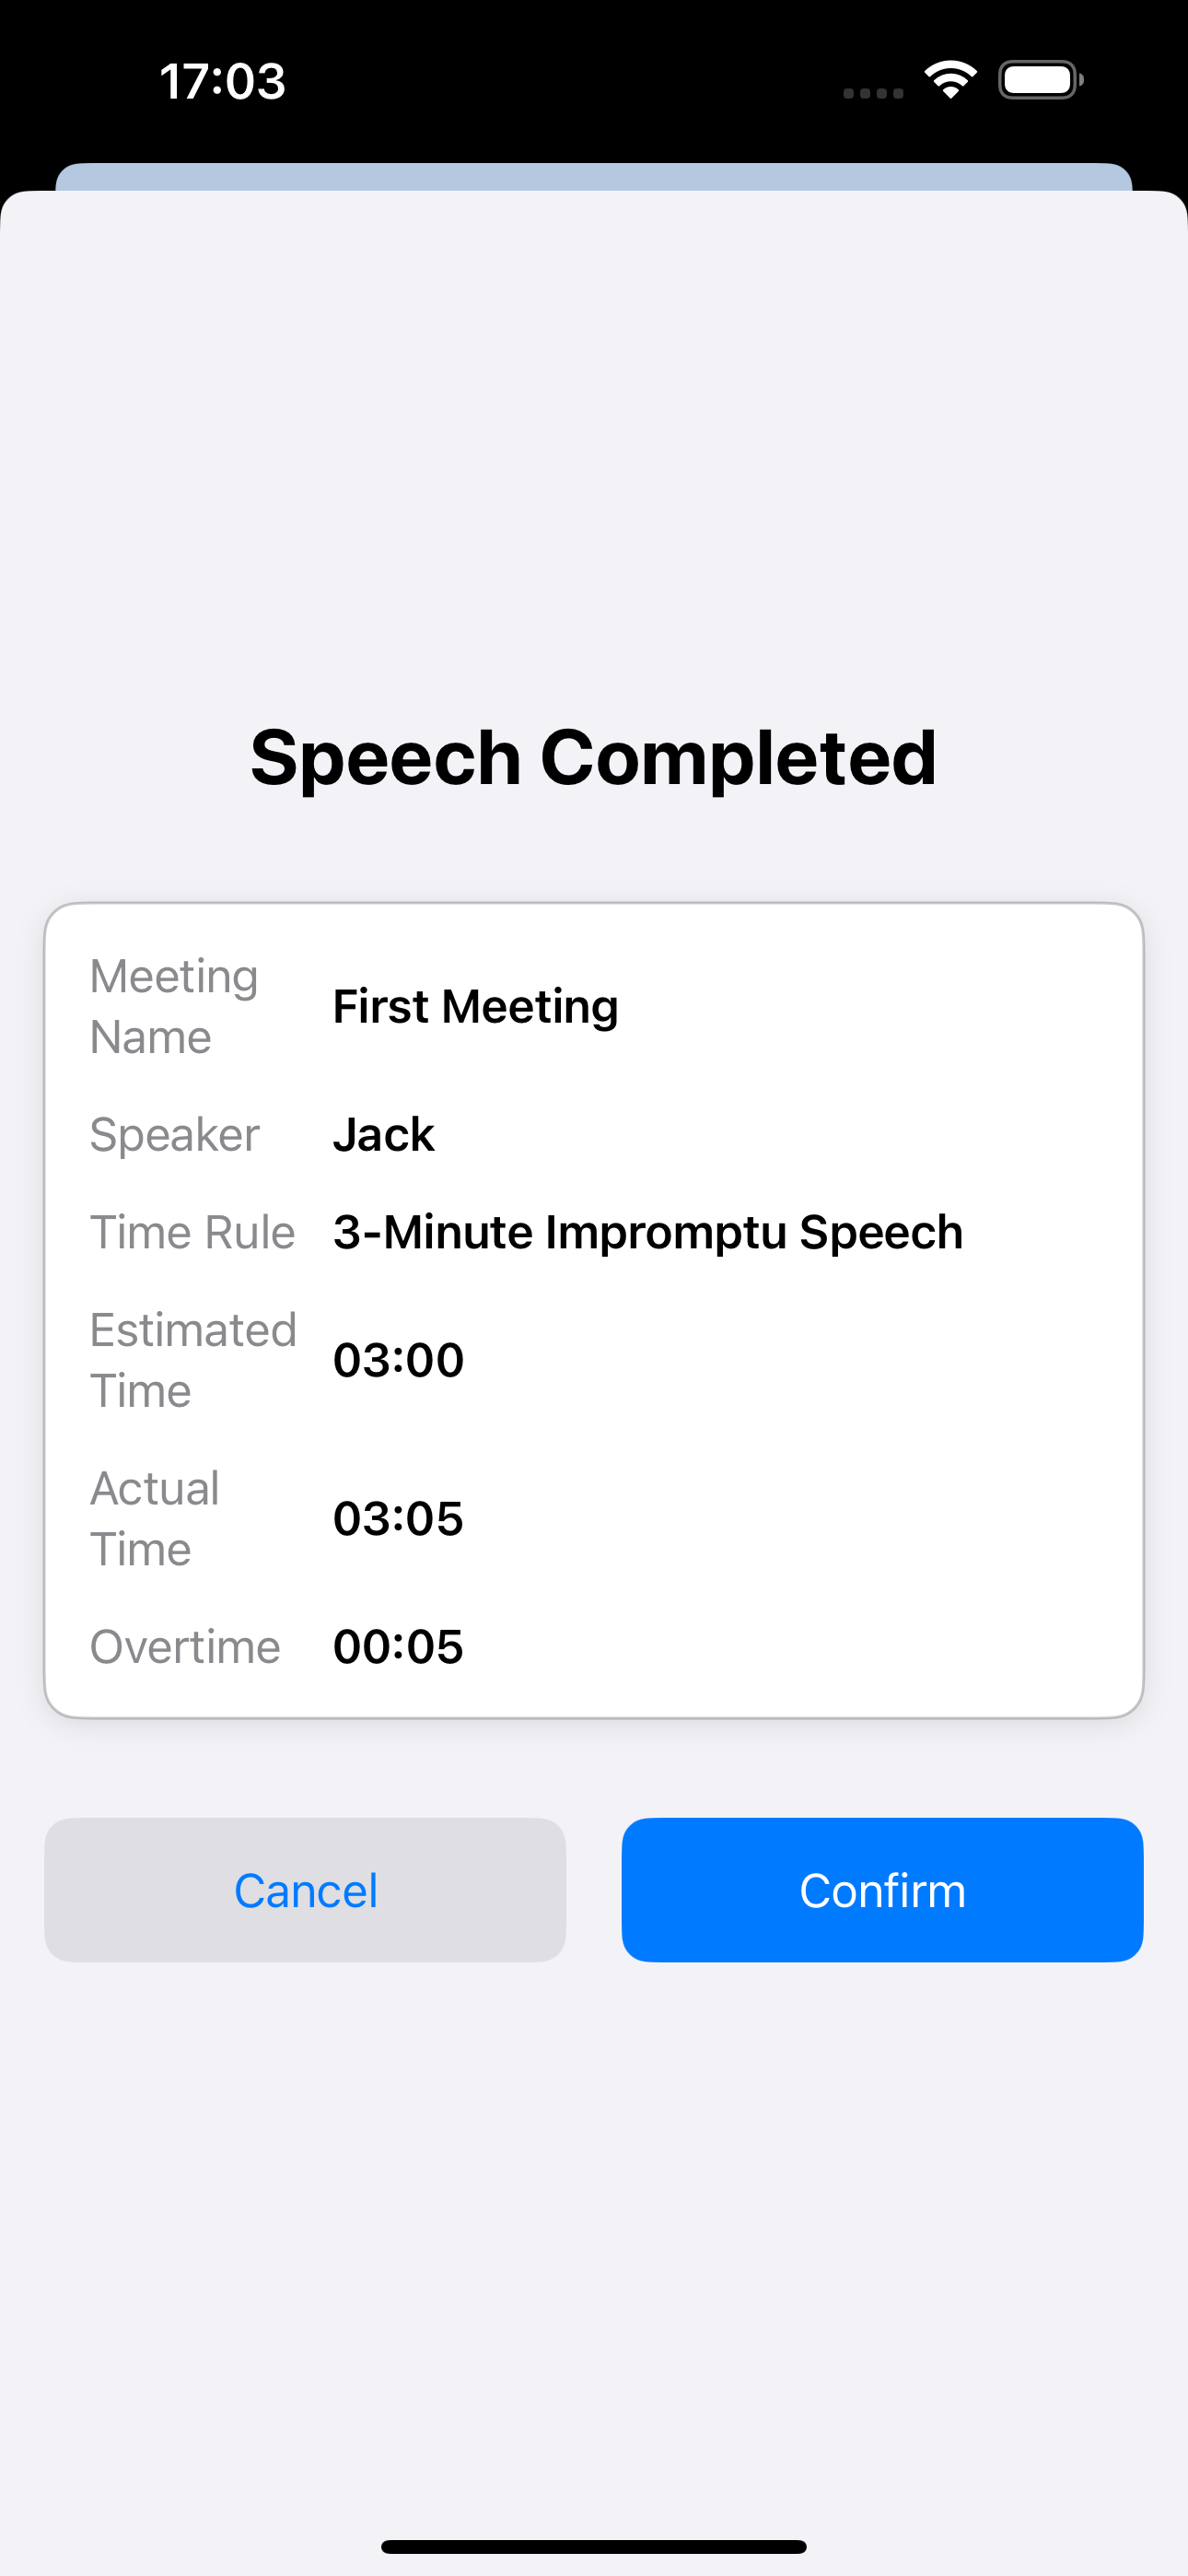 17:03
Speech Completed
Meeting
Name
First Meeting
Speaker
Jack
Time Rule
3-Minute Impromptu Speech
Estimated
Time
03:00
Actual
Time
03:05
Overtime
00:05
Cancel
Confirm